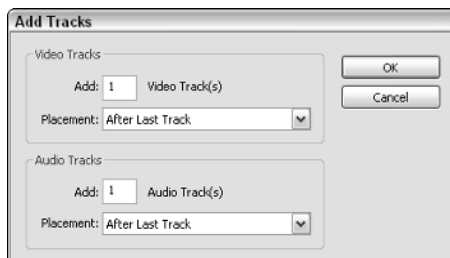 Add Tracks
Video Tracks
Add: 1 Video Track(s)
Placement: After Last Track
OK
Cancel
Audio Tracks
Add: 1 Audio Track(s)
Placement: After Last Track